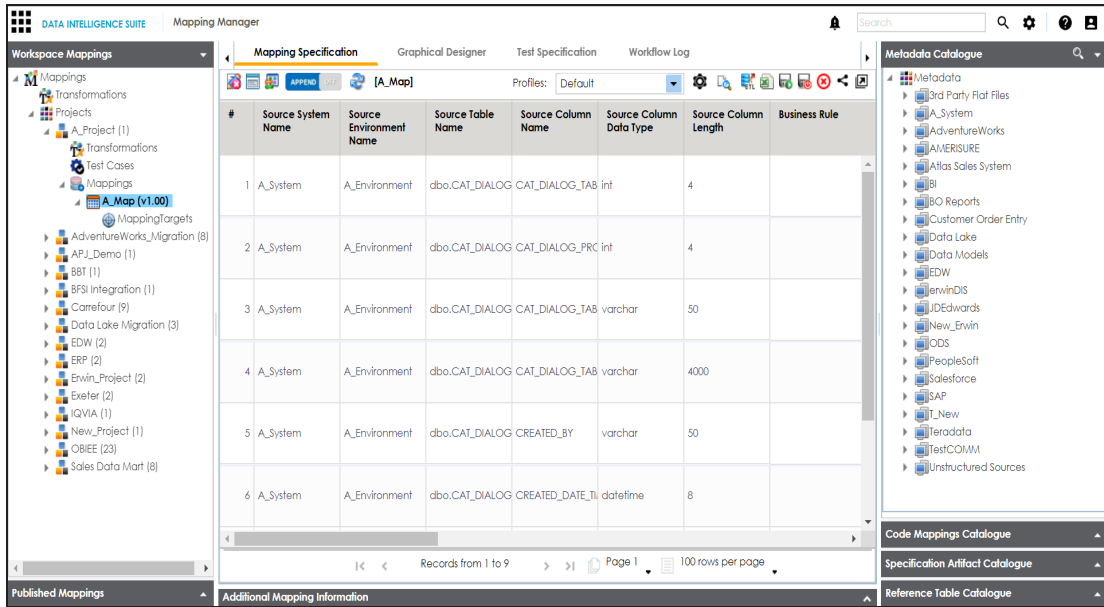 DATA INTELLIGENCE SUITE Mapping Manager Search
Workspace Mappings
Mappings
Transformations
Projects
A_Project (1)
Transformations
Test Cases
Mappings
A_Map (v1.00)
MappingTargets
AdventureWorks_Migration (8)
APJ_Demo (1)
BBT (1)
BFSI Integration (1)
Carrefour (9)
Data Lake Migration (3)
EDW (2)
ERP (2)
Erwin_Project (2)
Exeter (2)
IQVIA (1)
New_Project (1)
OBIEE (23)
Sales Data Mart (8)
Published Mappings
Mapping Specification Graphical Designer Test Specification Workflow Log
APPEND OFF [A_Map] Profiles: Default
# Source System Name Source Environment Name Source Table Name Source Column Name Source Column Data Type Source Column Length Business Rule
1 A_System A_Environment dbo.CAT_DIALOG CAT_DIALOG_TAB int 4
2 A_System A_Environment dbo.CAT_DIALOG CAT_DIALOG_PRO int 4
3 A_System A_Environment dbo.CAT_DIALOG CAT_DIALOG_TAB varchar 50
4 A_System A_Environment dbo.CAT_DIALOG CAT_DIALOG_TAB varchar 4000
5 A_System A_Environment dbo.CAT_DIALOG CREATED_BY varchar 50
6 A_System A_Environment dbo.CAT_DIALOG CREATED_DATE_TI datetime 8
Records from 1 to 9 Page 1 100 rows per page
Additional Mapping Information
Metadata Catalogue
Metadata
3rd Party Flat Files
A_System
AdventureWorks
AMERISURE
Atlas Sales System
BI
BO Reports
Customer Order Entry
Data Lake
Data Models
EDW
erwinDIS
JDEdwards
New_Erwin
ODS
PeopleSoft
Salesforce
SAP
T_New
Teradata
TestCOMM
Unstructured Sources
Code Mappings Catalogue
Specification Artifact Catalogue
Reference Table Catalogue